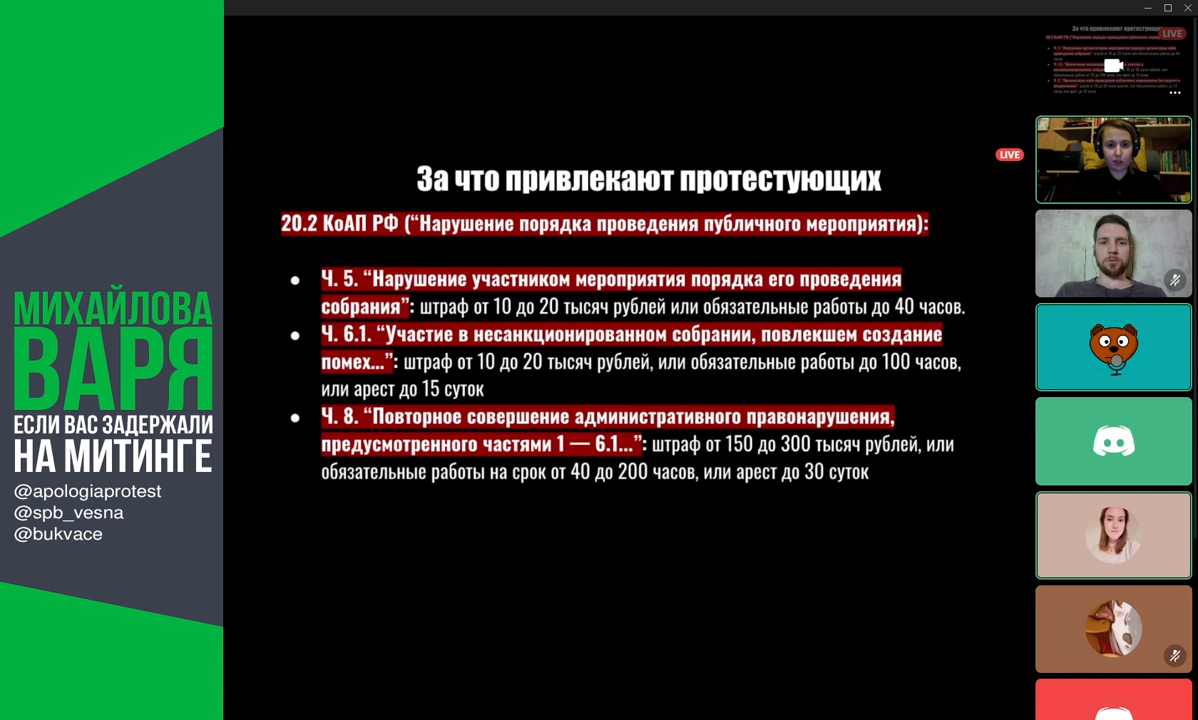 МИХАЙЛОВА
ВАРЯ
ЕСЛИ ВАС ЗАДЕРЖАЛИ
НА МИТИНГЕ
@apologiaprotest
@spb_vesna
@bukvace
За что привлекают протестующих
20.2 КоАП РФ (“Нарушение порядка проведения публичного мероприятия):
Ч. 5. “Нарушение участником мероприятия порядка его проведения
собрания”: штраф от 10 до 20 тысяч рублей или обязательные работы до 40 часов.
Ч. 6.1. “Участие в несанкционированном собрании, повлекшем создание
помех...”: штраф от 10 до 20 тысяч рублей, или обязательные работы до 100 часов,
или арест до 15 суток
Ч. 8. “Повторное совершение административного правонарушения,
предусмотренного частями 1 — 6.1...”: штраф от 150 до 300 тысяч рублей, или
обязательные работы на срок от 40 до 200 часов, или арест до 30 суток
LIVE
За что привлекают протестующих
LIVE